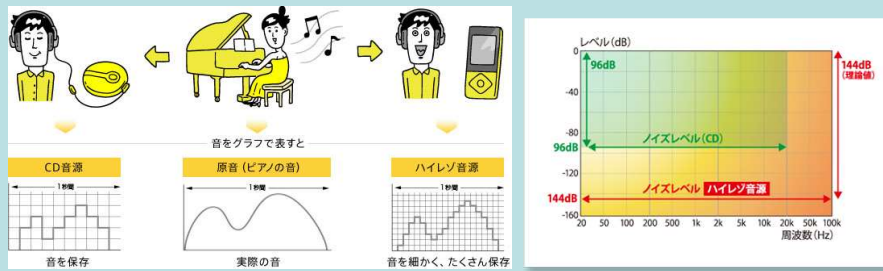 音をグラフで表すと
CD音源
原音(ピアノの音)
ハイレゾ音源
1秒間
1秒間
1秒間
音を保存
実際の音
音を細かく、たくさん保存
レベル(dB)
0
96dB
144dB
(理論値)
-40
-80
ノイズレベル(CD)
96dB
-120
ノイズレベル ハイレゾ音源
144dB
-160
20 50 100 200 500 1k 2k 5k 10k 20k 50k 100k
周波数(Hz)